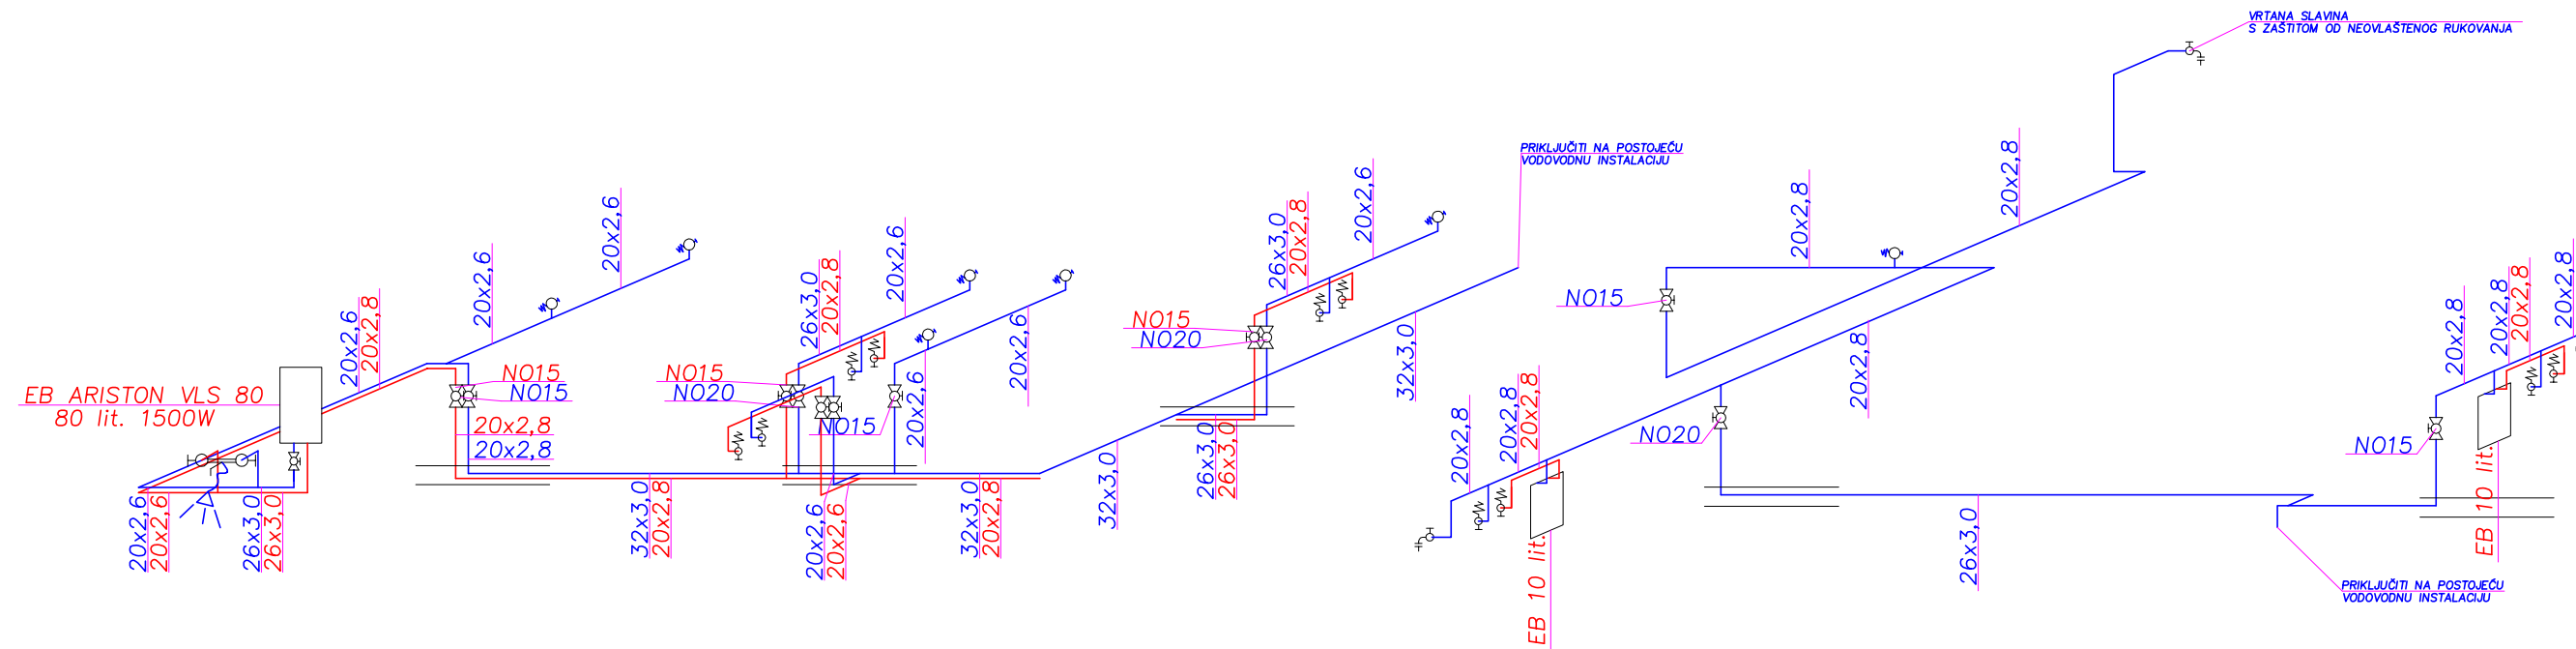 VRTANA SLAVINA
S ZAŠTITOM OD NEOVLAŠTENOG RUKOVANJA
PRIKLJUČITI NA POSTOJEĆU
VODOVODNU INSTALACIJU
20x2,6
20x2,8
20x2,6
20x2,6
EB ARISTON VLS 80
80 lit. 1500W
NO15
NO15
20x2,8
20x2,8
20x2,6
20x2,6
26x3,0
26x3,0
26x3,0
20x2,8
20x2,6
NO15
NO20
NO15
20x2,6
20x2,6
32x3,0
20x2,8
20x2,6
20x2,6
32x3,0
20x2,8
32x3,0
26x3,0
20x2,8
20x2,6
NO15
NO20
26x3,0
26x3,0
32x3,0
20x2,8
20x2,8
NO15
20x2,8
NO20
20x2,8
20x2,8
20x2,8
EB 10 lit.
26x3,0
20x2,8
20x2,8
20x2,8
20x2,8
NO15
EB 10 lit.
PRIKLJUČITI NA POSTOJEĆU
VODOVODNU INSTALACIJU